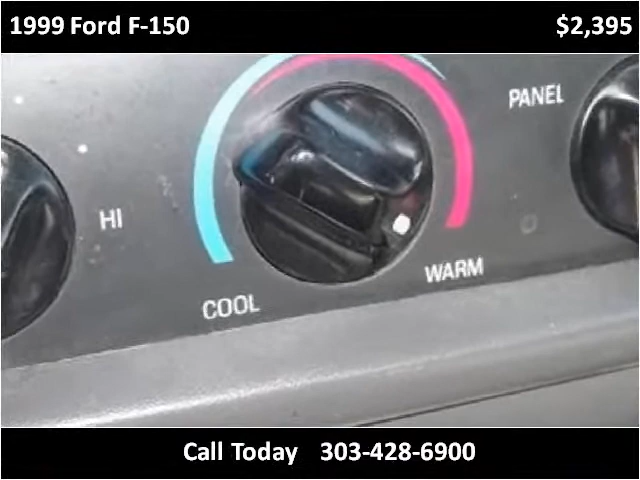 1999 Ford F-150 $2,395
PANEL
HI
WARM
COOL
Call Today 303-428-6900